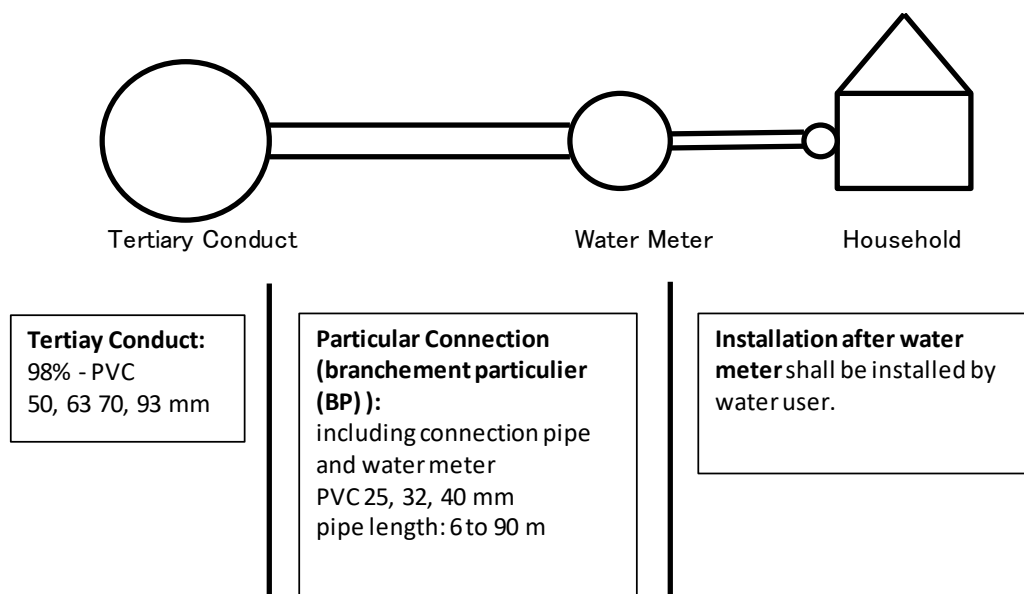 Tertiary Conduct
Water Meter
Household
Tertiay Conduct:
98% - PVC
50, 63 70, 93 mm
Particular Connection
(branchement particulier
(BP) ):
including connection pipe
and water meter
PVC 25, 32, 40 mm
pipe length: 6 to 90 m
Installation after water
meter shall be installed by
water user.